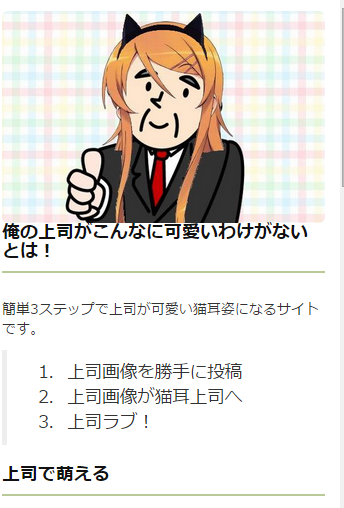 俺の上司がこんなに可愛いわけがない
とは！
簡単3ステップで上司が可愛い猫耳姿になるサイト
です。
1. 上司画像を勝手に投稿
2. 上司画像が猫耳上司へ
3. 上司ラブ！
上司で萌える